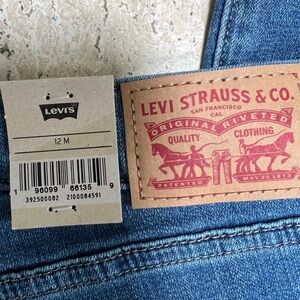 Levi's
12 M
1 96099 66135 9
392500082 2100084591
LEVI STRAUSS & CO.
SAN FRANCISCO
CAL.
ORIGINAL RIVETED
QUALITY CLOTHING
PATENTED MAY 20 1873